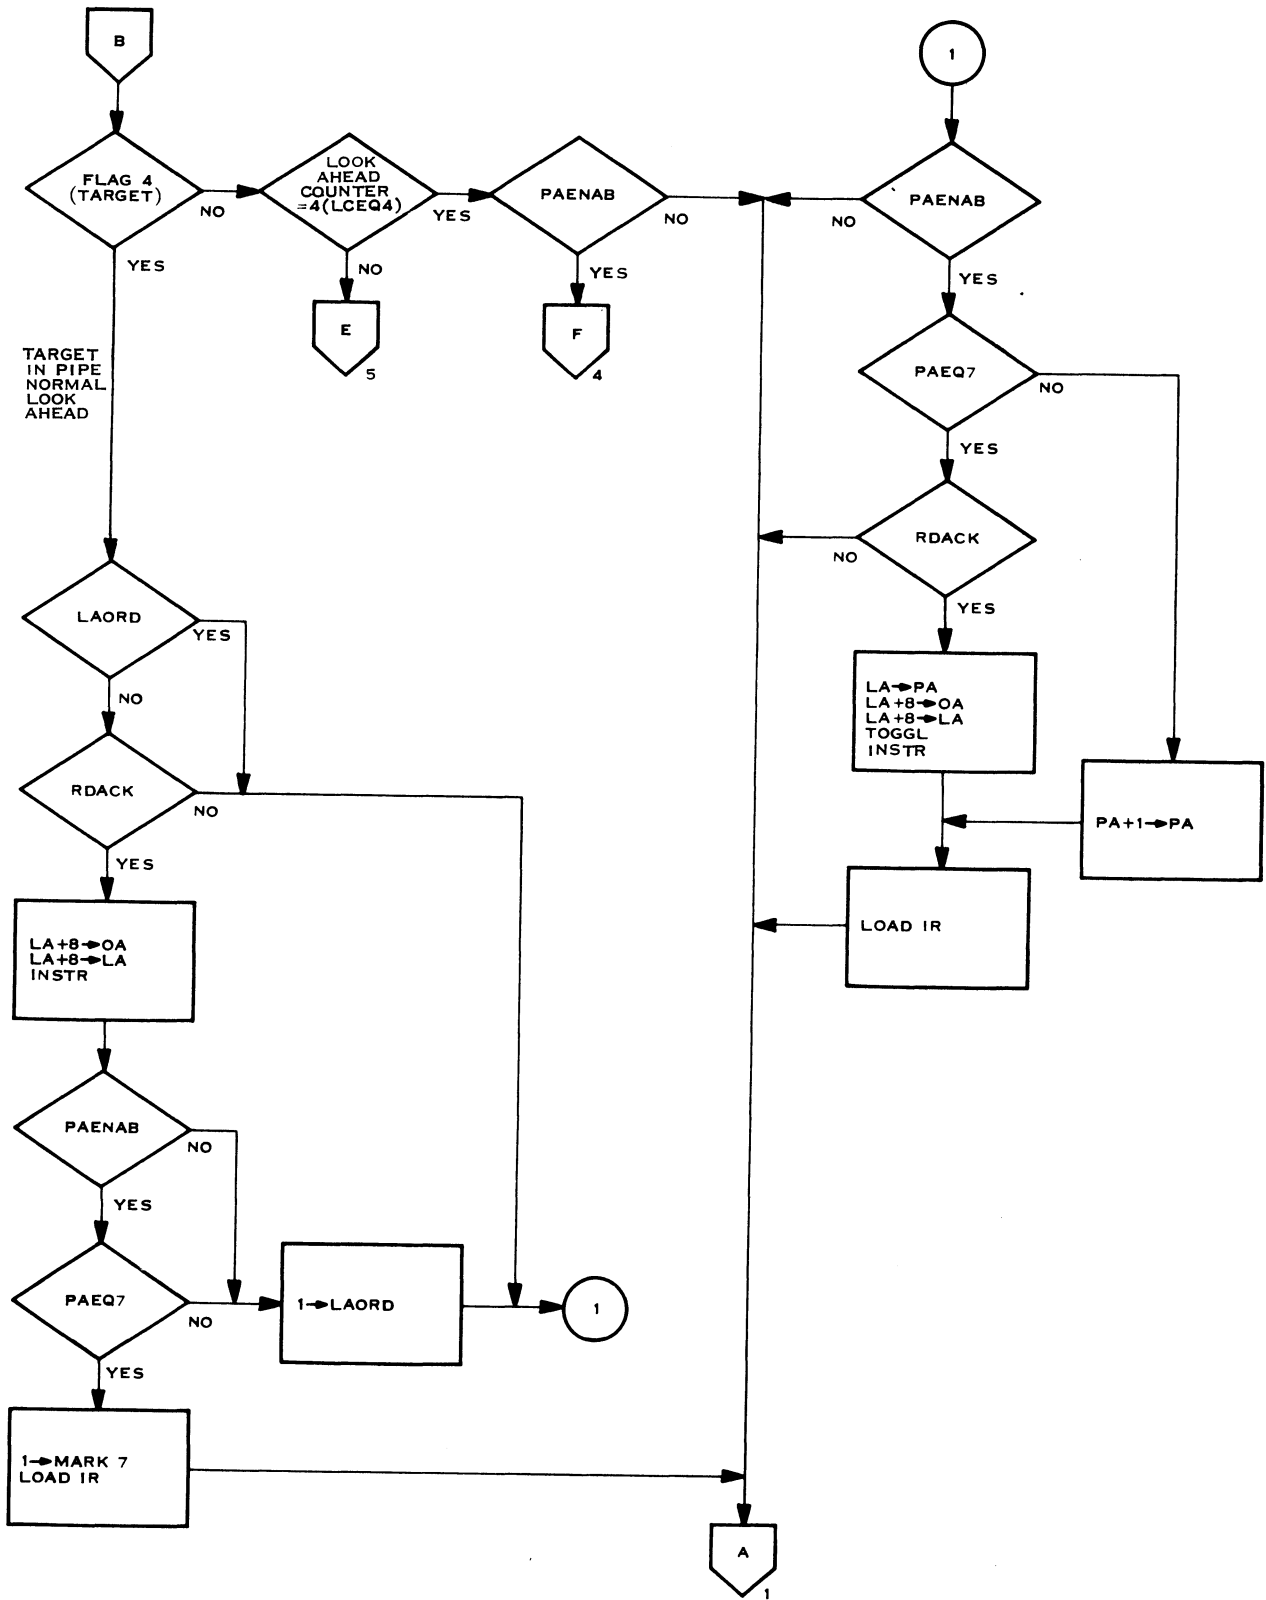 B
FLAG 4
(TARGET)
NO
YES
LOOK
AHEAD
COUNTER
=4(LCEQ4)
YES
NO
E
5
PAENAB
NO
YES
F
4
TARGET
IN PIPE
NORMAL
LOOK
AHEAD
LAORD
YES
NO
RDACK
NO
YES
LA+8→OA
LA+8→LA
INSTR
PAENAB
NO
YES
PAEQ7
NO
YES
1→LAORD
1
1→MARK 7
LOAD IR
1
PAENAB
NO
YES
PAEQ7
NO
YES
RDACK
NO
YES
LA→PA
LA+8→OA
LA+8→LA
TOGGL
INSTR
PA+1→PA
LOAD IR
A
1